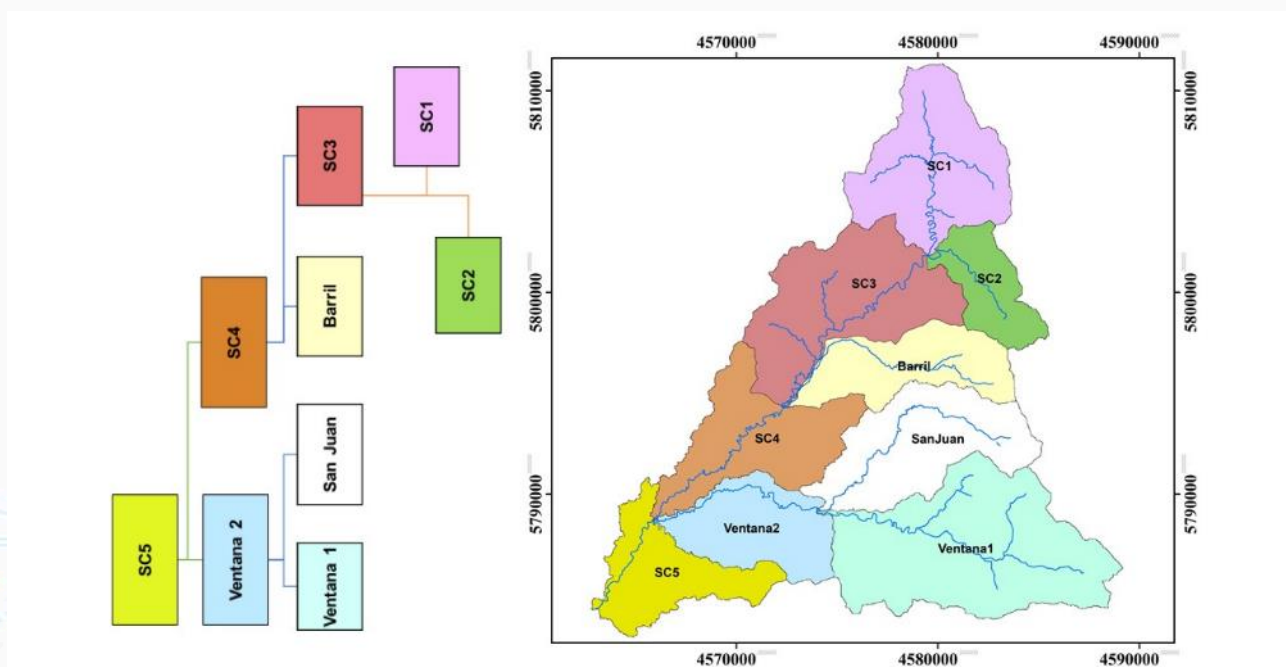 SC1
SC3
SC2
Barril
SC4
San Juan
SC5
Ventana 2
Ventana 1
4570000
4580000
4590000
5810000
5800000
5790000
SC1
SC2
SC3
Barril
SC4
SanJuan
Ventana2
Ventana1
SC5
5810000
5800000
5790000
4570000
4580000
4590000